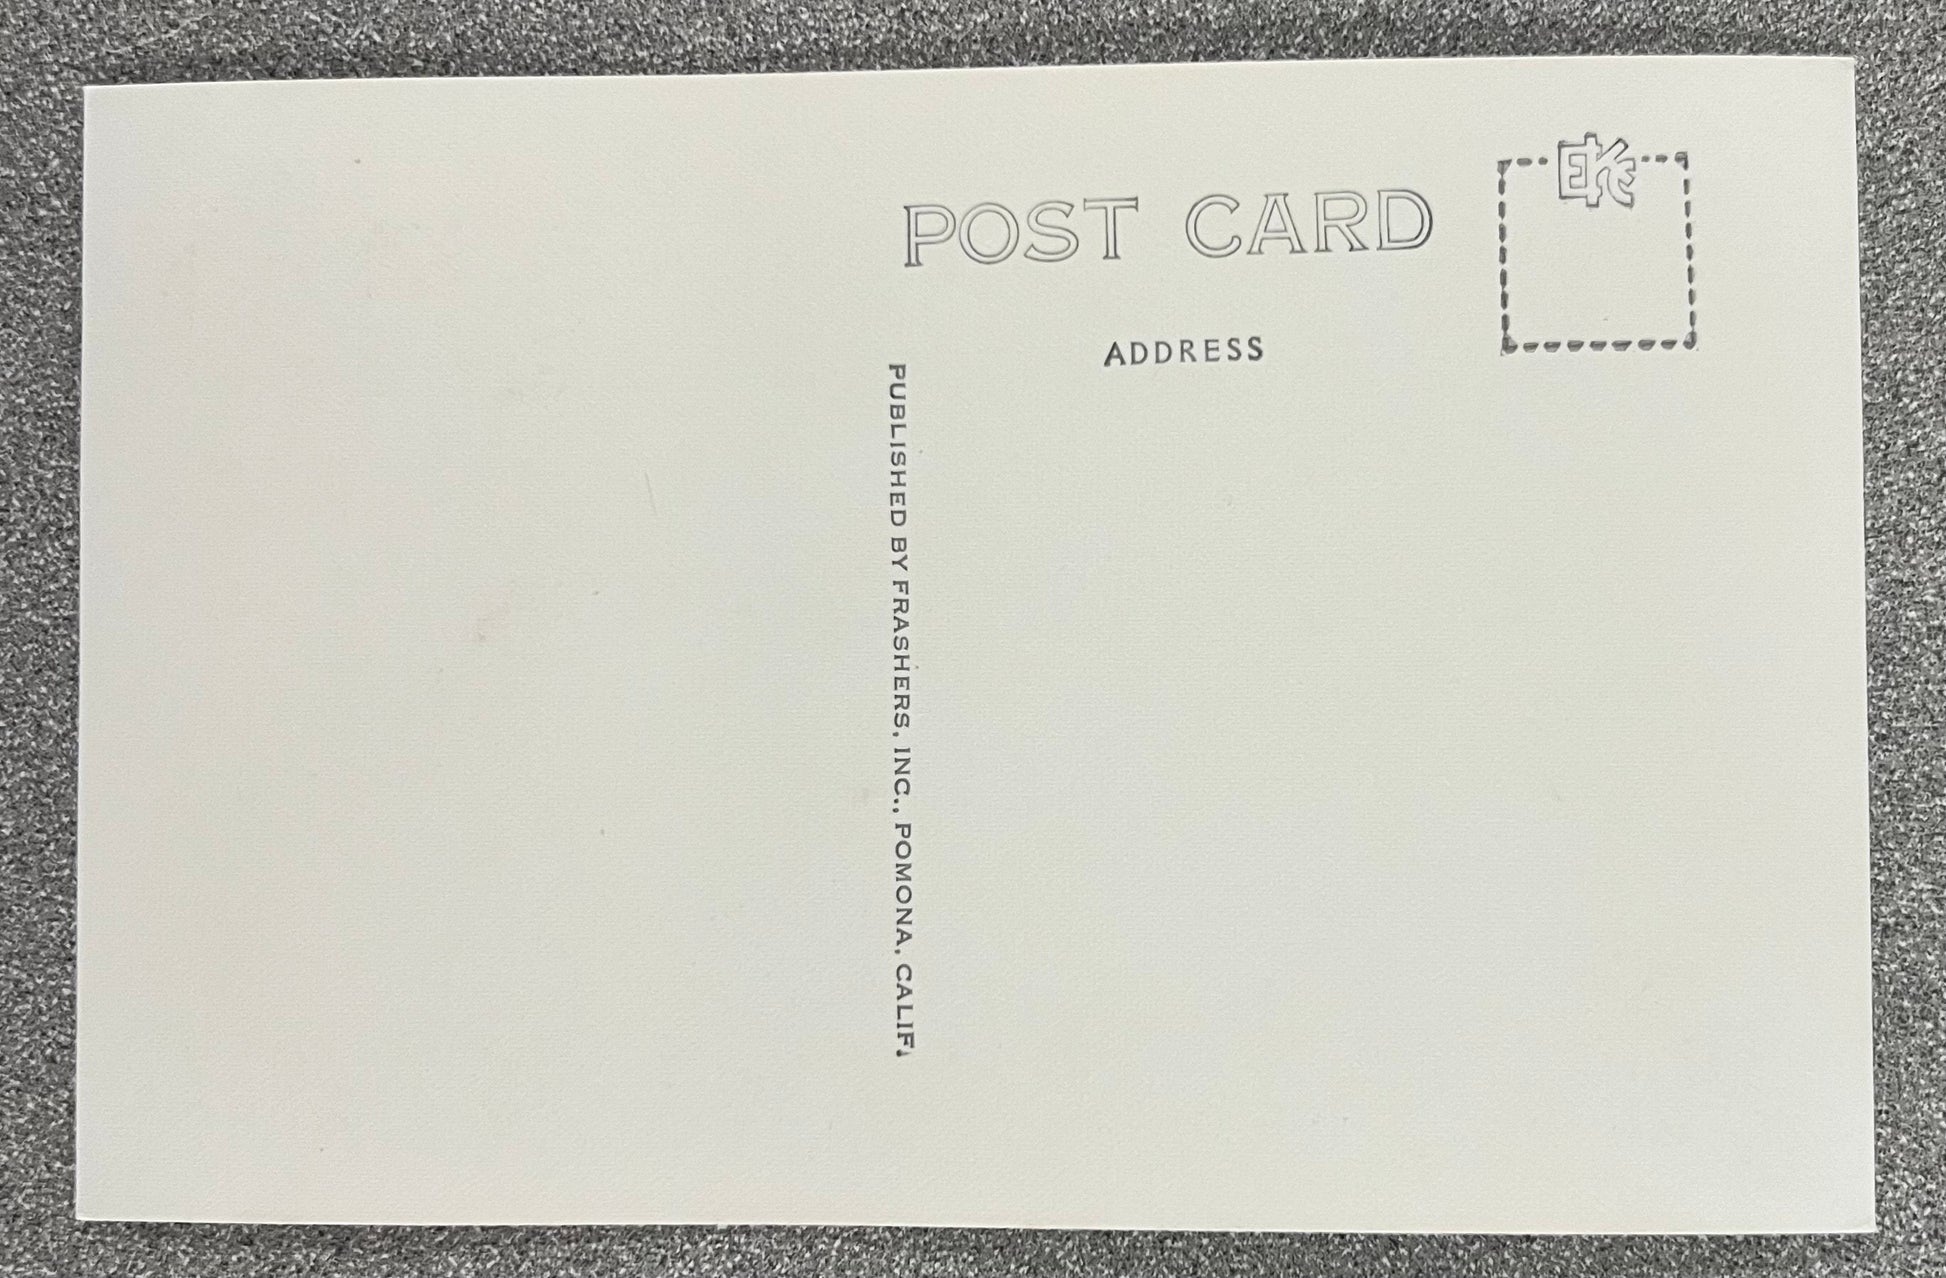 EKC
POST CARD
ADDRESS
PUBLISHED BY FRASHERS, INC., POMONA, CALIF.